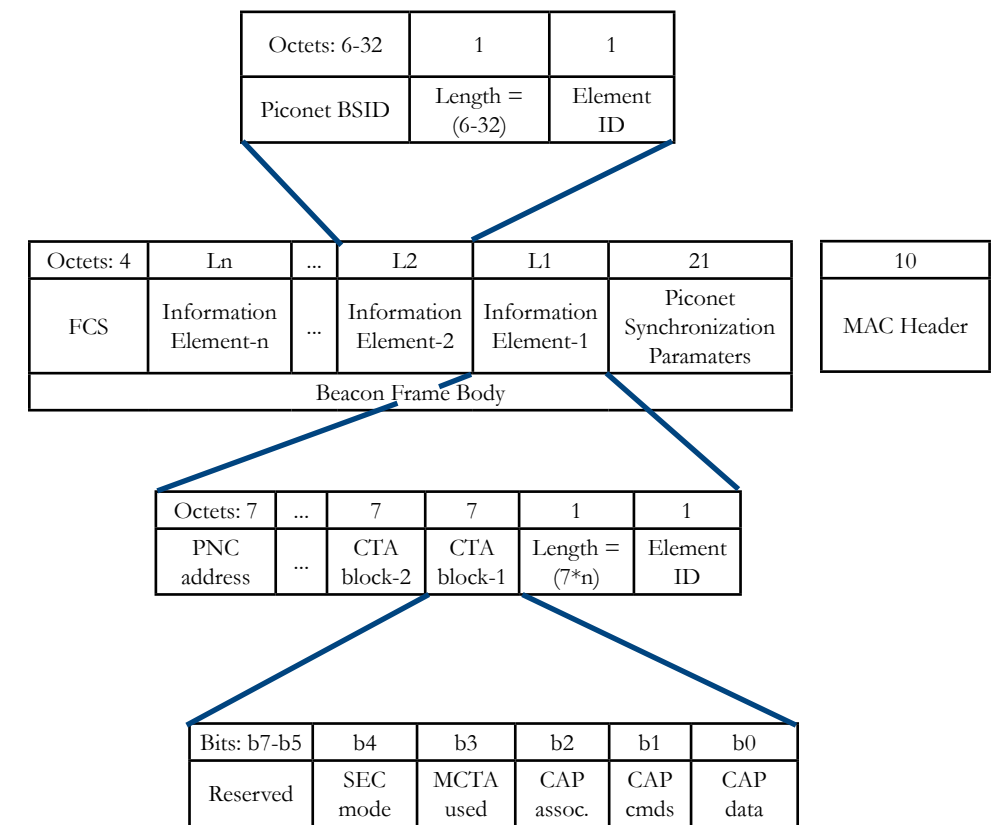 Octets: 6-32 1 1
Piconet BSID Length = (6-32) Element ID
Octets: 4 Ln ... L2 L1 21 10
FCS Information Element-n ... Information Element-2 Information Element-1 Piconet Synchronization Paramaters MAC Header
Beacon Frame Body
Octets: 7 ... 7 7 1 1
PNC address ... CTA block-2 CTA block-1 Length = (7*n) Element ID
Bits: b7-b5 b4 b3 b2 b1 b0
Reserved SEC mode MCTA used CAP assoc. CAP cmds CAP data